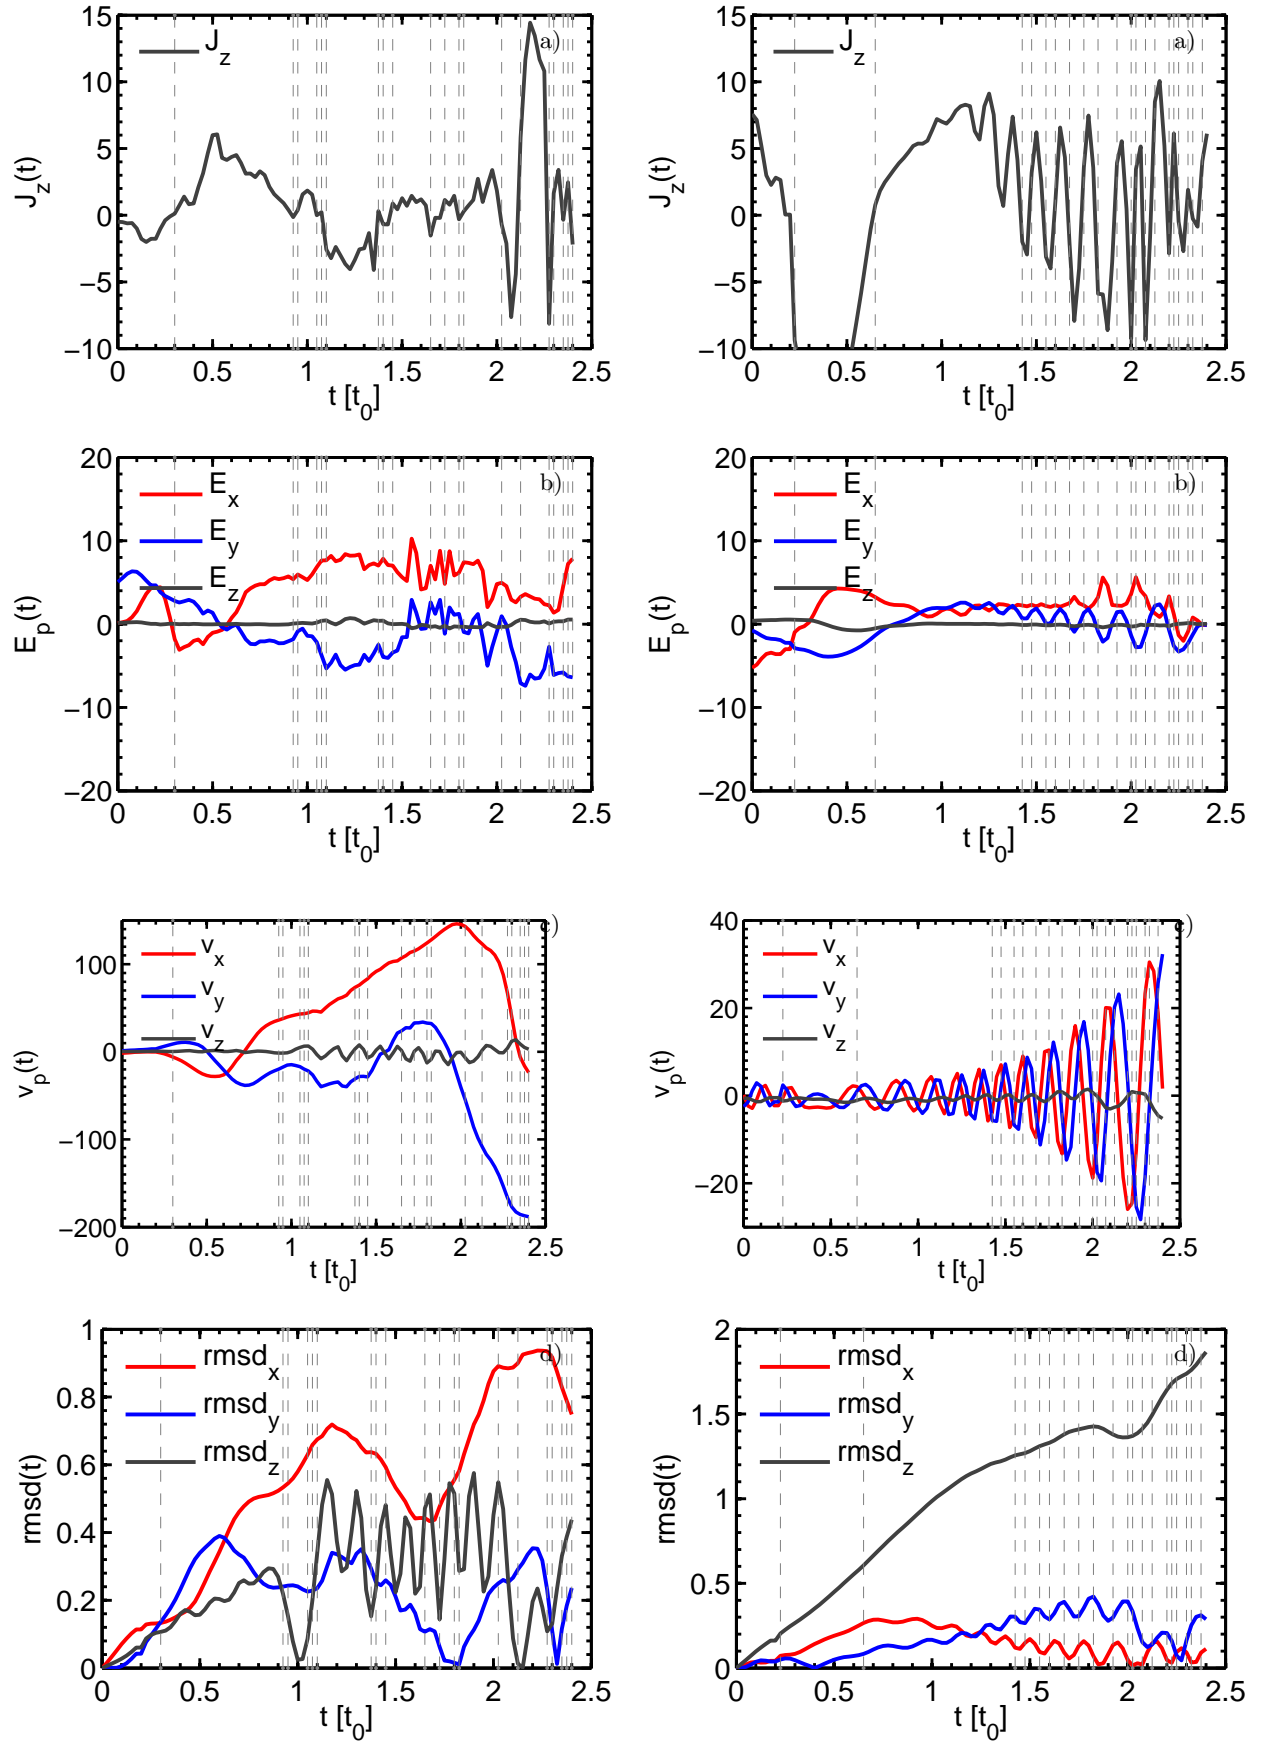 15
10
5
0
−5
−10
0
0.5
1
1.5
2
2.5
J_z(t)
t [t_0]
J_z
a)
15
10
5
0
−5
−10
0
0.5
1
1.5
2
2.5
J_z(t)
t [t_0]
J_z
a)
20
10
0
−10
−20
0
0.5
1
1.5
2
2.5
E_p(t)
t [t_0]
E_x
E_y
E_z
b)
20
10
0
−10
−20
0
0.5
1
1.5
2
2.5
E_p(t)
t [t_0]
E_x
E_y
E_z
b)
100
0
−100
−200
0
0.5
1
1.5
2
2.5
v_p(t)
t [t_0]
v_x
v_y
v_z
c)
40
20
0
−20
0
0.5
1
1.5
2
2.5
v_p(t)
t [t_0]
v_x
v_y
v_z
c)
1
0.8
0.6
0.4
0.2
0
0
0.5
1
1.5
2
2.5
rmsd(t)
t [t_0]
rmsd_x
rmsd_y
rmsd_z
d)
2
1.5
1
0.5
0
0
0.5
1
1.5
2
2.5
rmsd(t)
t [t_0]
rmsd_x
rmsd_y
rmsd_z
d)